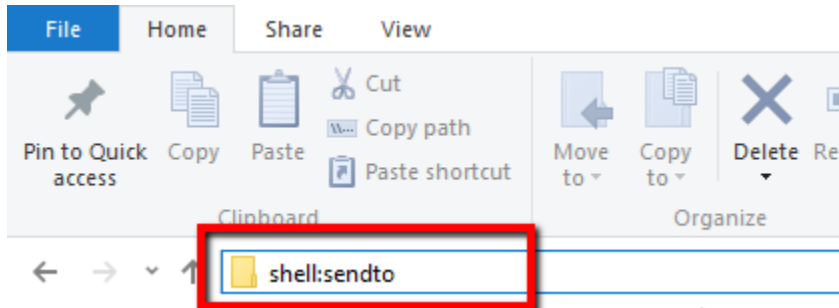 File Home Share View
Cut
Copy path
Paste shortcut
Pin to Quick access
Copy
Paste
Move to
Copy to
Delete
Clipboard
Organize
shell:sendto